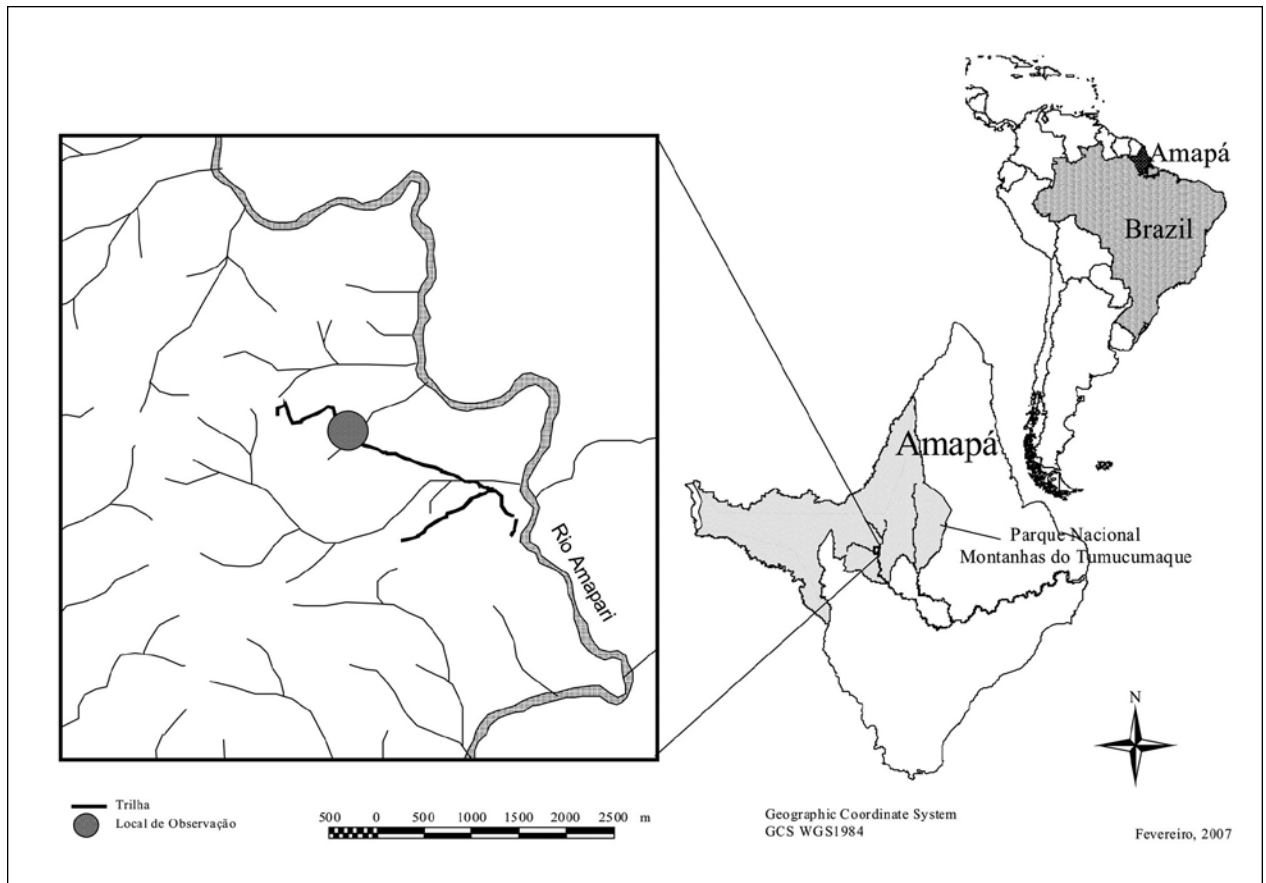 Amapá
Brazil
Amapá
Parque Nacional
Montanhas do Tumucumaque
Rio Amapari
N
Trilha
Local de Observação
500 0 500 1000 1500 2000 2500 m
Geographic Coordinate System
GCS WGS1984
Fevereiro, 2007